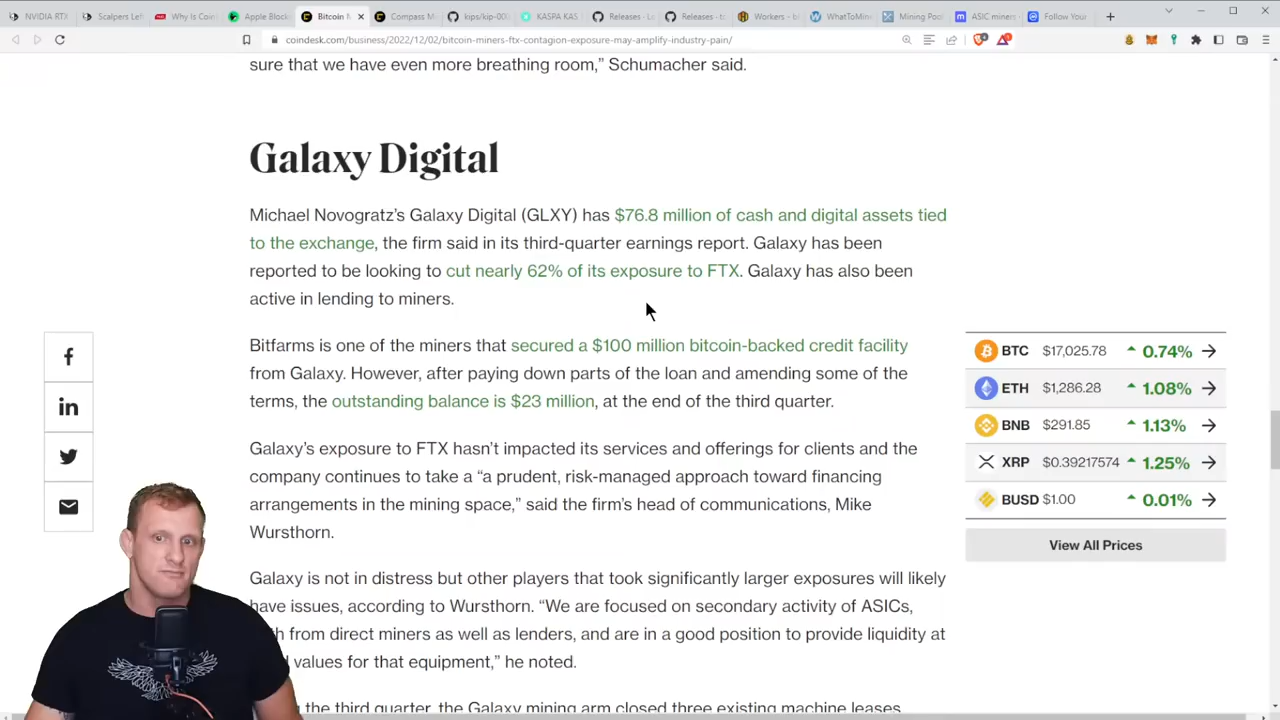 NVIDIA RTX
Scalpers Left
Why Is Coin
Apple Block
Bitcoin M
Compass M
kips/kip-00
KASPA KAS
Releases · Lo
Releases · to
Workers - bl
WhatToMine
Mining Pool
ASIC miners
Follow You
coindesk.com/business/2022/12/02/bitcoin-miners-ftx-contagion-exposure-may-amplify-industry-pain/
sure that we have even more breathing room,” Schumacher said.
Galaxy Digital
Michael Novogratz’s Galaxy Digital (GLXY) has $76.8 million of cash and digital assets tied
to the exchange, the firm said in its third-quarter earnings report. Galaxy has been
reported to be looking to cut nearly 62% of its exposure to FTX. Galaxy has also been
active in lending to miners.
Bitfarms is one of the miners that secured a $100 million bitcoin-backed credit facility
from Galaxy. However, after paying down parts of the loan and amending some of the
terms, the outstanding balance is $23 million, at the end of the third quarter.
Galaxy’s exposure to FTX hasn’t impacted its services and offerings for clients and the
company continues to take a “a prudent, risk-managed approach toward financing
arrangements in the mining space,” said the firm’s head of communications, Mike
Wursthorn.
Galaxy is not in distress but other players that took significantly larger exposures will likely
have issues, according to Wursthorn. “We are focused on secondary activity of ASICs,
from direct miners as well as lenders, and are in a good position to provide liquidity at
values for that equipment,” he noted.
the third quarter, the Galaxy mining arm closed three existing machine leases
BTC $17,025.78 0.74%
ETH $1,286.28 1.08%
BNB $291.85 1.13%
XRP $0.39217574 1.25%
BUSD $1.00 0.01%
View All Prices